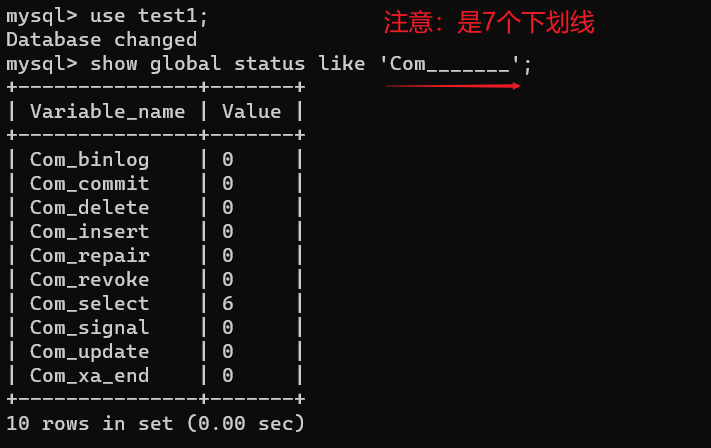 mysql> use test1;
注意：是7个下划线
Database changed
mysql> show global status like 'Com_______';
+---------------+-------+
| Variable_name | Value |
+---------------+-------+
| Com_binlog    | 0     |
| Com_commit    | 0     |
| Com_delete    | 0     |
| Com_insert    | 0     |
| Com_repair    | 0     |
| Com_revoke    | 0     |
| Com_select    | 6     |
| Com_signal    | 0     |
| Com_update    | 0     |
| Com_xa_end    | 0     |
+---------------+-------+
10 rows in set (0.00 sec)